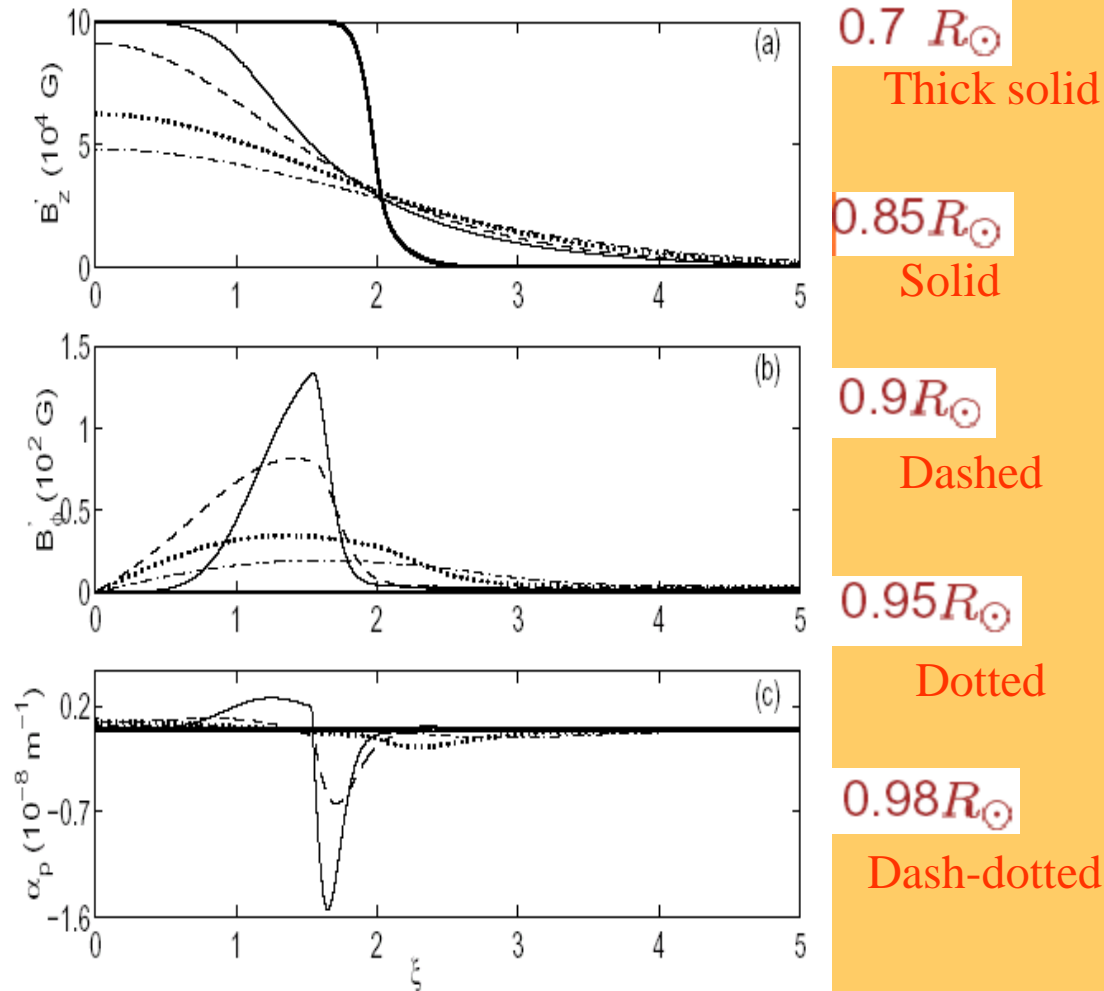 10
5
0
B'z (10⁴ G)
(a)
0 1 2 3 4 5
1.5
1
0.5
0
B'ϕ (10² G)
(b)
0 1 2 3 4 5
0.2
−0.7
−1.6
αp (10⁻⁸ m⁻¹)
(c)
0 1 2 3 4 5
ξ
0.7 R☉
Thick solid
0.85R☉
Solid
0.9R☉
Dashed
0.95R☉
Dotted
0.98R☉
Dash-dotted